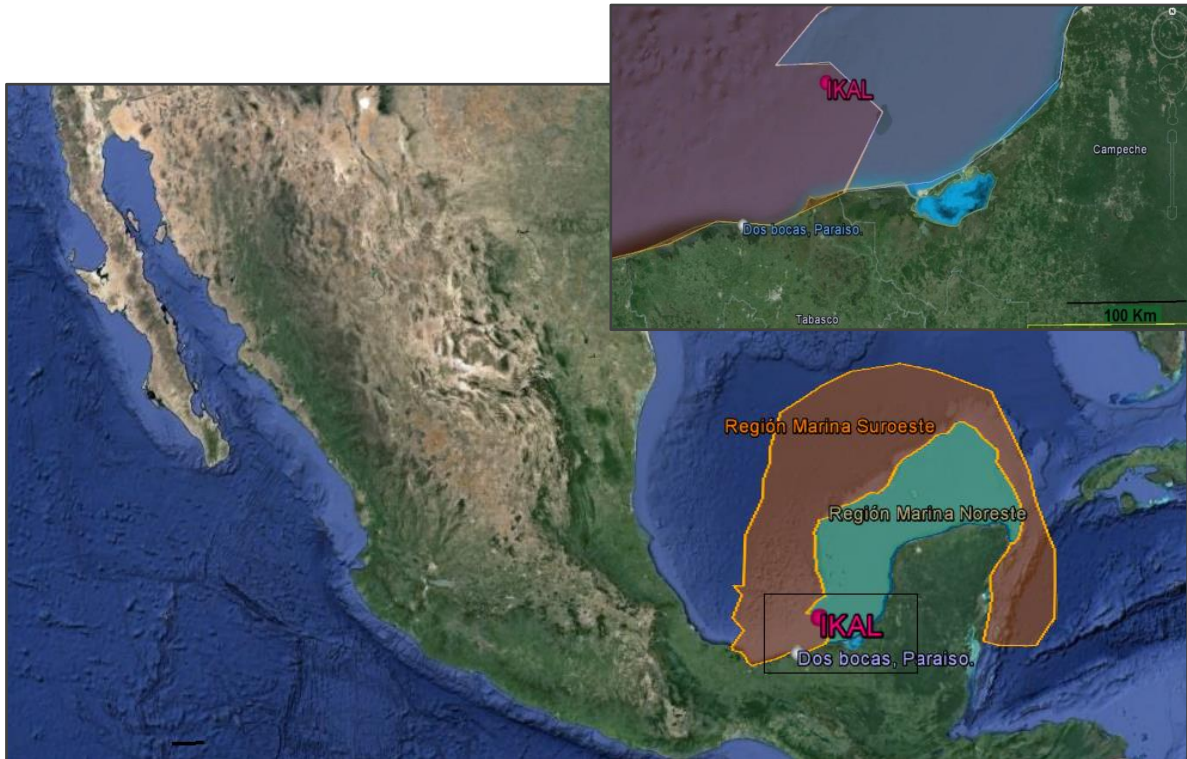 N
IKAL
Campeche
Dos bocas, Paraiso.
Tabasco
100 Km
Región Marina Suroeste
Región Marina Noreste
IKAL
Dos bocas, Paraiso.